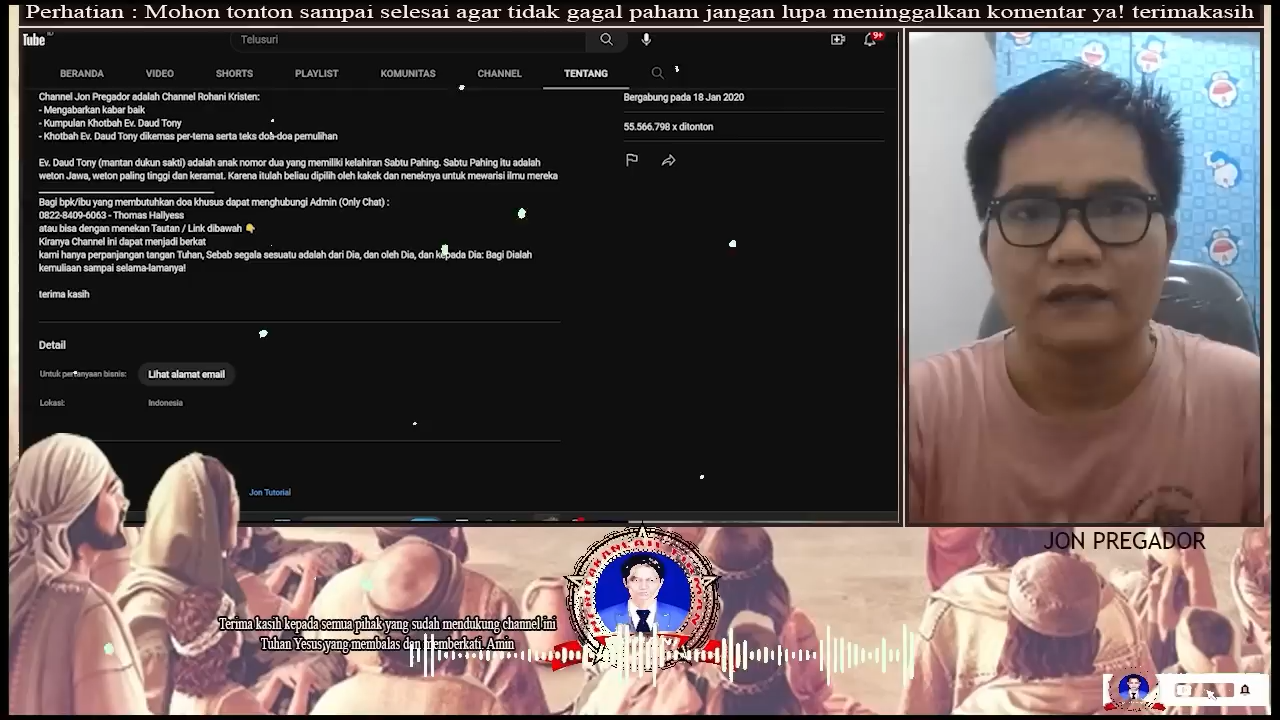 Perhatian : Mohon tonton sampai selesai agar tidak gagal paham jangan lupa meninggalkan komentar ya! terimakasih
Tube ID
Telusuri
9+
BERANDA VIDEO SHORTS PLAYLIST KOMUNITAS CHANNEL TENTANG
Channel Jon Pregador adalah Channel Rohani Kristen:
- Mengabarkan kabar baik
- Kumpulan Khotbah Ev. Daud Tony
- Khotbah Ev. Daud Tony dikemas per-tema serta teks doa-doa pemulihan
Ev. Daud Tony (mantan dukun sakti) adalah anak nomor dua yang memiliki kelahiran Sabtu Pahing. Sabtu Pahing itu adalah
weton Jawa, weton paling tinggi dan keramat. Karena itulah beliau dipilih oleh kakek dan neneknya untuk mewarisi ilmu mereka
Bagi bpk/ibu yang membutuhkan doa khusus dapat menghubungi Admin (Only Chat) :
0822-8409-6063 - Thomas Hallyess
atau bisa dengan menekan Tautan / Link dibawah 👇
Kiranya Channel ini dapat menjadi berkat
kami hanya perpanjangan tangan Tuhan, Sebab segala sesuatu adalah dari Dia, dan oleh Dia, dan kepada Dia: Bagi Dialah
kemuliaan sampai selama-lamanya!
terima kasih
Detail
Untuk pertanyaan bisnis: Lihat alamat email
Lokasi: Indonesia
Jon Tutorial
Bergabung pada 18 Jan 2020
55.566.798 x ditonton
JON PREGADOR
Terima kasih kepada semua pihak yang sudah mendukung channel ini
Tuhan Yesus yang membalas dan memberkati. Amin